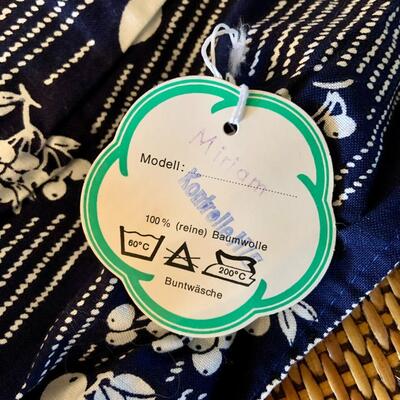 Miriam
Modell:
Kontrolle
100 % (reine) Baumwolle
60°C
200°C
Buntwäsche